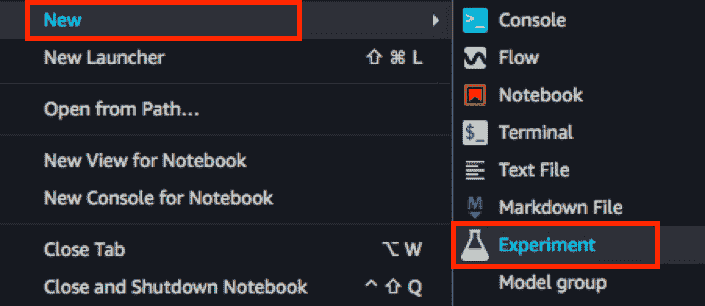 New
New Launcher ⇧ ⌘ L
Open from Path...
New View for Notebook
New Console for Notebook
Close Tab ⌥ W
Close and Shutdown Notebook ^ ⇧ Q
Console
Flow
Notebook
$_ Terminal
Text File
M Markdown File
Experiment
Model group